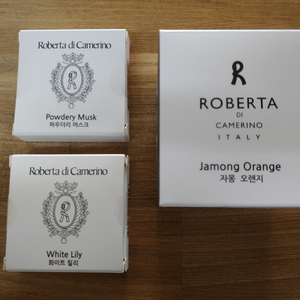 Roberta di Camerino
Powdery Musk
파우더리 머스크
Roberta di Camerino
White Lily
화이트 릴리
ROBERTA
DI
CAMERINO
ITALY
Jamong Orange
자몽 오렌지